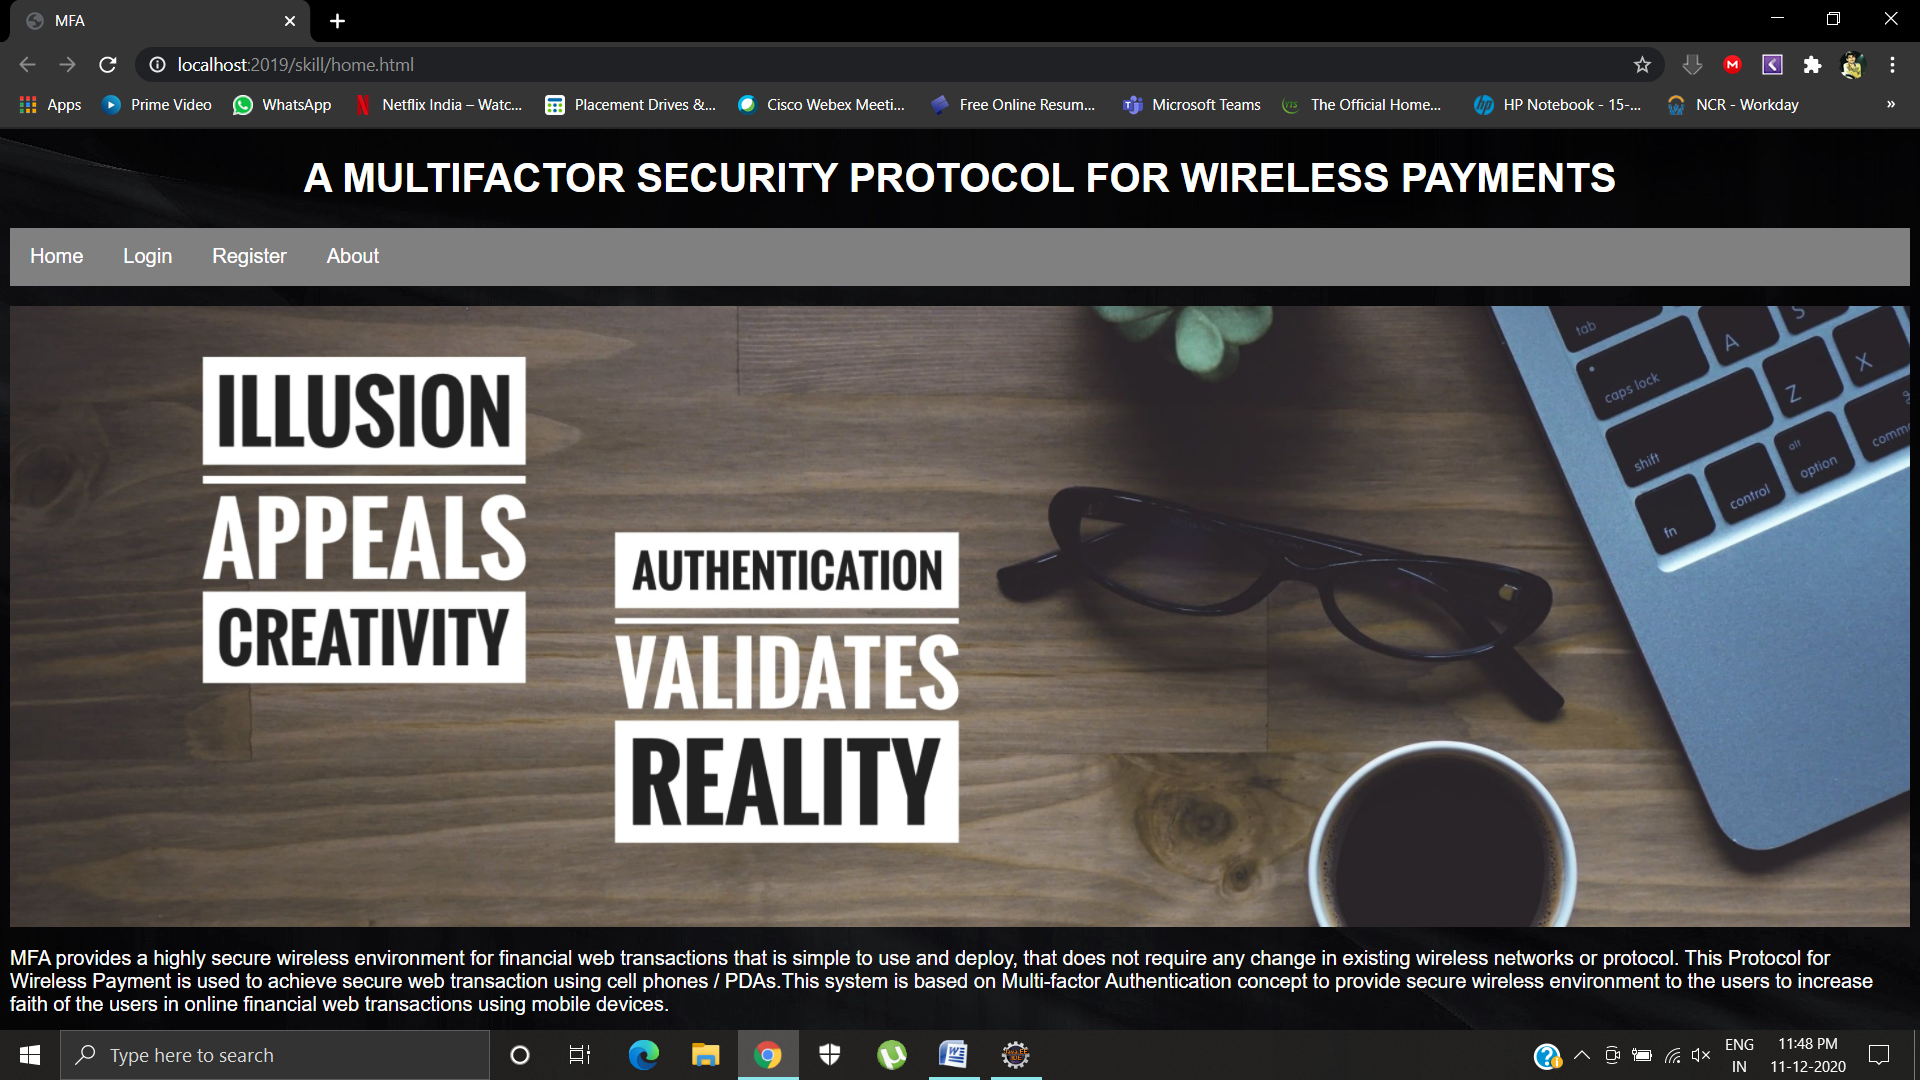 MFA
localhost:2019/skill/home.html
Apps
Prime Video
WhatsApp
Netflix India – Watc...
Placement Drives &...
Cisco Webex Meeti...
Free Online Resum...
Microsoft Teams
The Official Home...
HP Notebook - 15-...
NCR - Workday
»
A MULTIFACTOR SECURITY PROTOCOL FOR WIRELESS PAYMENTS
Home
Login
Register
About
ILLUSION
APPEALS
CREATIVITY
AUTHENTICATION
VALIDATES
REALITY
tab
caps lock
A
S
shift
Z
X
fn
control
alt
option
MFA provides a highly secure wireless environment for financial web transactions that is simple to use and deploy, that does not require any change in existing wireless networks or protocol. This Protocol for
Wireless Payment is used to achieve secure web transaction using cell phones / PDAs.This system is based on Multi-factor Authentication concept to provide secure wireless environment to the users to increase
faith of the users in online financial web transactions using mobile devices.
Type here to search
ENG
IN
11:48 PM
11-12-2020